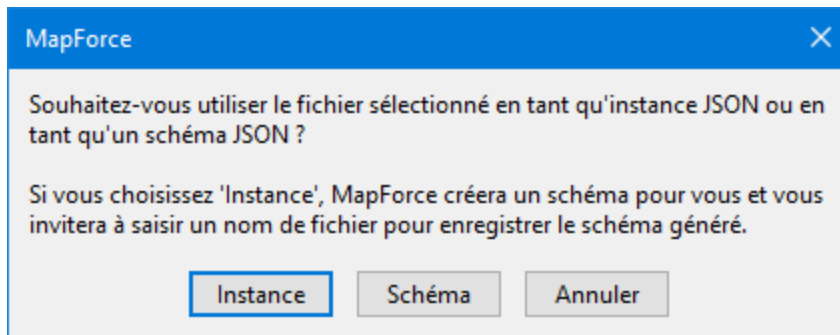 MapForce
Souhaitez-vous utiliser le fichier sélectionné en tant qu'instance JSON ou en
tant qu'un schéma JSON ?
Si vous choisissez 'Instance', MapForce créera un schéma pour vous et vous
invitera à saisir un nom de fichier pour enregistrer le schéma généré.
Instance Schéma Annuler